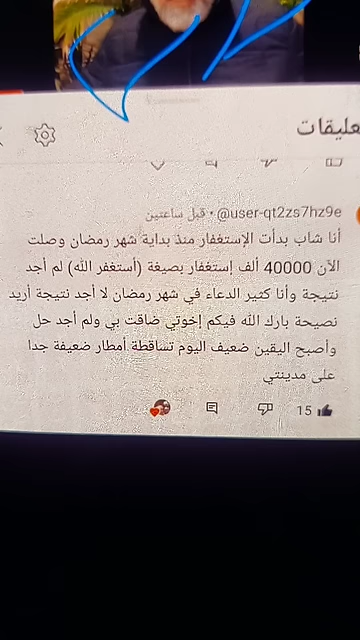 عليقات
@user-qt2zs7hz9e • قبل ساعتين
أنا شاب بدأت الإستغفار منذ بداية شهر رمضان وصلت
الآن 40000 ألف إستغفار بصيغة (أستغفر الله) لم أجد
نتيجة وأنا كثير الدعاء في شهر رمضان لا أجد نتيجة أريد
نصيحة بارك الله فيكم إخوتي ضاقت بي ولم أجد حل
وأصبح اليقين ضعيف اليوم تساقطة أمطار ضعيفة جدا
على مدينتي
15